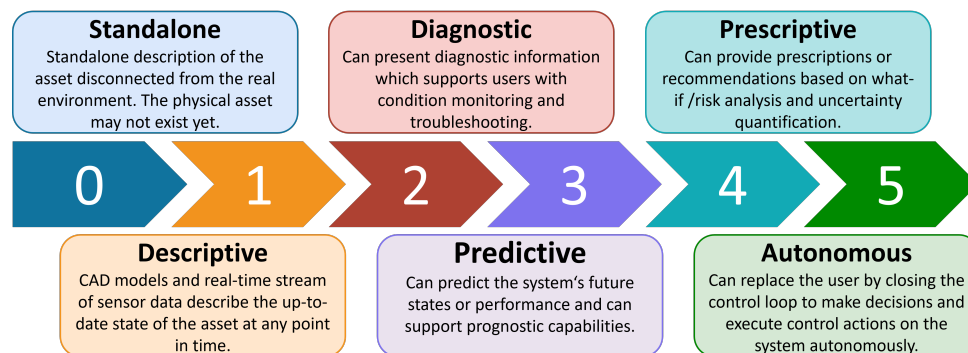 Standalone
Standalone description of the
asset disconnected from the real
environment. The physical asset
may not exist yet.
Diagnostic
Can present diagnostic information
which supports users with
condition monitoring and
troubleshooting.
Prescriptive
Can provide prescriptions or
recommendations based on what-
if /risk analysis and uncertainty
quantification.
0
1
2
3
4
5
Descriptive
CAD models and real-time stream
of sensor data describe the up-to-
date state of the asset at any point
in time.
Predictive
Can predict the system‘s future
states or performance and can
support prognostic capabilities.
Autonomous
Can replace the user by closing the
control loop to make decisions and
execute control actions on the
system autonomously.